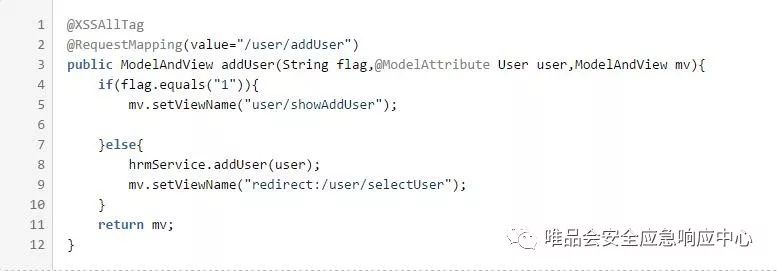 1 @XSSAllTag
2 @RequestMapping(value="/user/addUser")
3 public ModelAndView addUser(String flag,@ModelAttribute User user,ModelAndView mv){
4 if(flag.equals("1")){
5 mv.setViewName("user/showAddUser");
6
7 }else{
8 hrmService.addUser(user);
9 mv.setViewName("redirect:/user/selectUser");
10 }
11 return mv;
12 }
唯品会安全应急响应中心